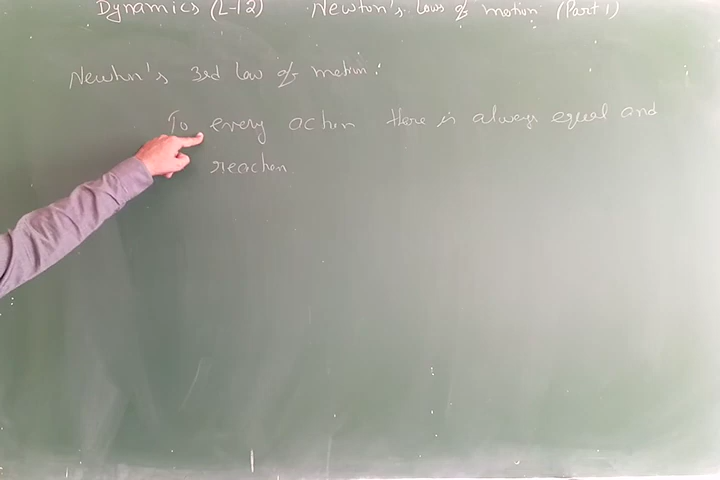 Dynamics (L-12) Newton's laws of motion (Part 1)
Newton's 3rd law of motion:
To every action there is always equal and
reaction